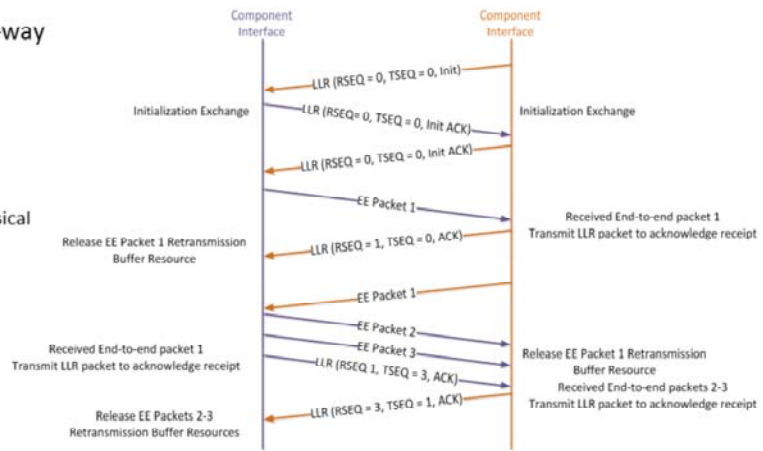 -way
Component
Interface
Component
Interface
LLR (RSEQ = 0, TSEQ = 0, Init)
Initialization Exchange
LLR (RSEQ= 0, TSEQ = 0, Init ACK)
Initialization Exchange
LLR (RSEQ = 0, TSEQ = 0, Init ACK)
sical
EE Packet 1
Received End-to-end packet 1
Transmit LLR packet to acknowledge receipt
Release EE Packet 1 Retransmission
Buffer Resource
LLR (RSEQ = 1, TSEQ = 0, ACK)
EE Packet 1
EE Packet 2
EE Packet 3
Received End-to-end packet 1
Transmit LLR packet to acknowledge receipt
LLR (RSEQ 1, TSEQ = 3, ACK)
Release EE Packet 1 Retransmission
Buffer Resource
Received End-to-end packets 2-3
Transmit LLR packet to acknowledge receipt
LLR (RSEQ = 3, TSEQ = 1, ACK)
Release EE Packets 2-3
Retransmission Buffer Resources